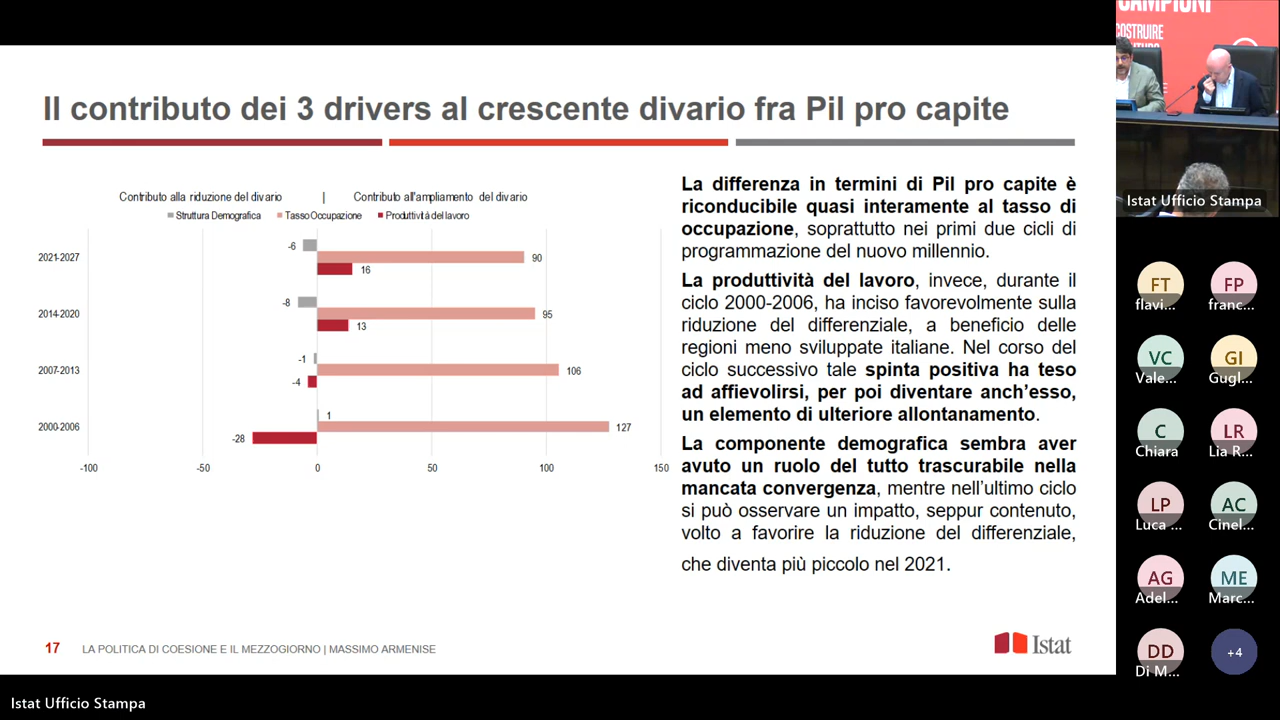 CAMPIONI
COSTRUIRE
Il contributo dei 3 drivers al crescente divario fra Pil pro capite
Contributo alla riduzione del divario | Contributo all'ampliamento del divario
Struttura Demografica Tasso Occupazione Produttività del lavoro
2021-2027
-6
90
16
2014-2020
-8
95
13
2007-2013
-1
106
-4
2000-2006
1
127
-28
-100 -50 0 50 100 150
La differenza in termini di Pil pro capite è
riconducibile quasi interamente al tasso di
occupazione, soprattutto nei primi due cicli di
programmazione del nuovo millennio.
La produttività del lavoro, invece, durante il
ciclo 2000-2006, ha inciso favorevolmente sulla
riduzione del differenziale, a beneficio delle
regioni meno sviluppate italiane. Nel corso del
ciclo successivo tale spinta positiva ha teso
ad affievolirsi, per poi diventare anch'esso,
un elemento di ulteriore allontanamento.
La componente demografica sembra aver
avuto un ruolo del tutto trascurabile nella
mancata convergenza, mentre nell'ultimo ciclo
si può osservare un impatto, seppur contenuto,
volto a favorire la riduzione del differenziale,
che diventa più piccolo nel 2021.
17 LA POLITICA DI COESIONE E IL MEZZOGIORNO | MASSIMO ARMENISE
Istat
Istat Ufficio Stampa
Istat Ufficio Stampa
FT
flavi...
FP
franc...
VC
Vale...
GI
Gugl...
C
Chiara
LR
Lia R...
LP
Luca ...
AC
Cinel...
AG
Adel...
ME
Marc...
DD
Di M...
+4